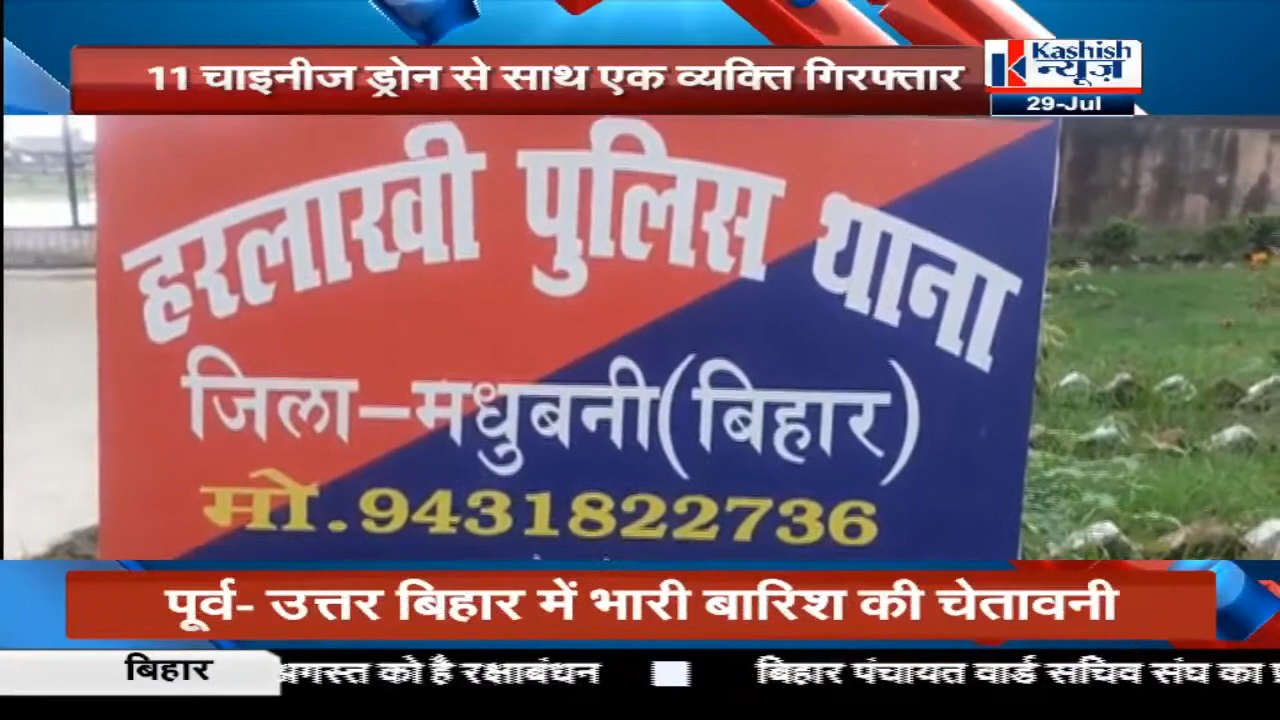 11 चाइनीज ड्रोन से साथ एक व्यक्ति गिरफ्तार
Kashish
न्यूज़
29-Jul
हरलाखी पुलिस थाना
जिला-मधुबनी(बिहार)
मो.9431822736
पूर्व- उत्तर बिहार में भारी बारिश की चेतावनी
बिहार
को है रक्षाबंधन
बिहार पंचायत वार्ड सचिव संघ का